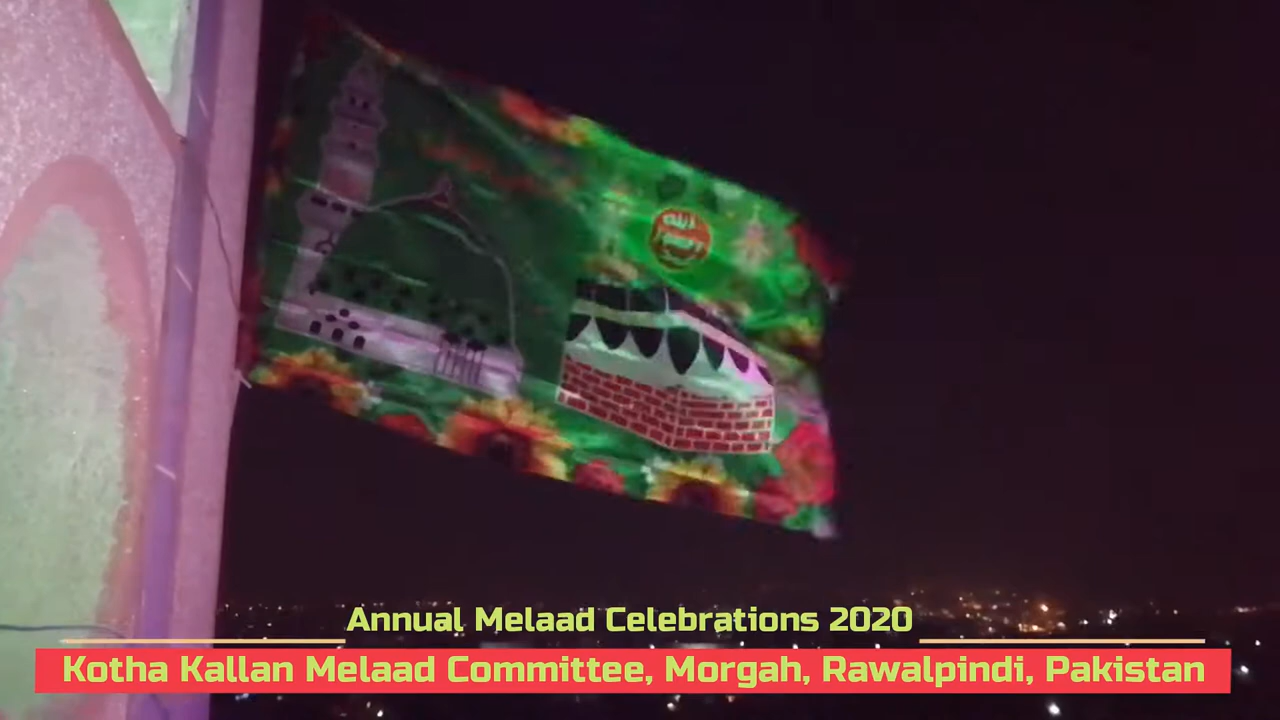 Annual Melaad Celebrations 2020
Kotha Kallan Melaad Committee, Morgah, Rawalpindi, Pakistan